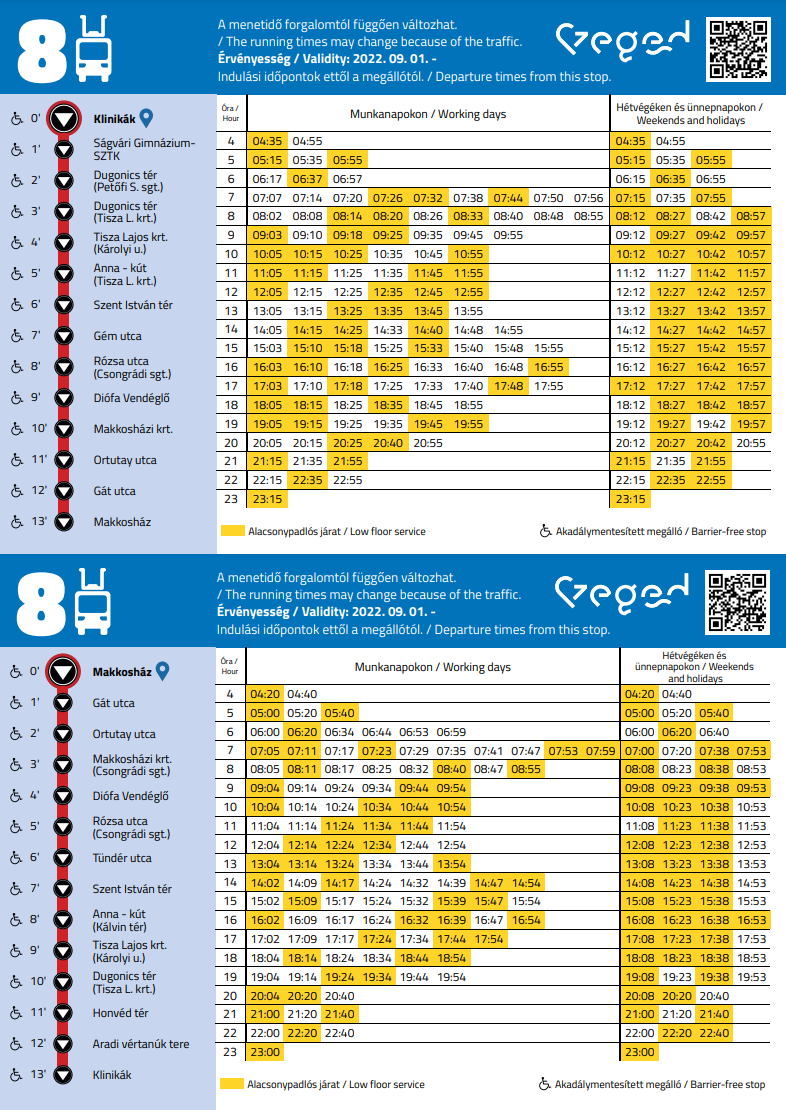 8
A menetidő forgalomtól függően változhat.
/ The running times may change because of the traffic.
Érvényesség / Validity: 2022. 09. 01. -
Indulási időpontok ettől a megállótól. / Departure times from this stop.
Szeged
0' Klinikák
1' Ságvári Gimnázium-
SZTK
2' Dugonics tér
(Petőfi S. sgt.)
3' Dugonics tér
(Tisza L. krt.)
4' Tisza Lajos krt.
(Károlyi u.)
5' Anna - kút
(Tisza L. krt.)
6' Szent István tér
7' Gém utca
8' Rózsa utca
(Csongrádi sgt.)
9' Diófa Vendéglő
10' Makkosházi krt.
11' Ortutay utca
12' Gát utca
13' Makkosház
Óra /
Hour
Munkanapokon / Working days
Hétvégéken és ünnepnapokon /
Weekends and holidays
4 04:35 04:55 04:35 04:55
5 05:15 05:35 05:55 05:15 05:35 05:55
6 06:17 06:37 06:57 06:15 06:35 06:55
7 07:07 07:14 07:20 07:26 07:32 07:38 07:44 07:50 07:56 07:15 07:35 07:55
8 08:02 08:08 08:14 08:20 08:26 08:33 08:40 08:48 08:55 08:12 08:27 08:42 08:57
9 09:03 09:10 09:18 09:25 09:35 09:45 09:55 09:12 09:27 09:42 09:57
10 10:05 10:15 10:25 10:35 10:45 10:55 10:12 10:27 10:42 10:57
11 11:05 11:15 11:25 11:35 11:45 11:55 11:12 11:27 11:42 11:57
12 12:05 12:15 12:25 12:35 12:45 12:55 12:12 12:27 12:42 12:57
13 13:05 13:15 13:25 13:35 13:45 13:55 13:12 13:27 13:42 13:57
14 14:05 14:15 14:25 14:33 14:40 14:48 14:55 14:12 14:27 14:42 14:57
15 15:03 15:10 15:18 15:25 15:33 15:40 15:48 15:55 15:12 15:27 15:42 15:57
16 16:03 16:10 16:18 16:25 16:33 16:40 16:48 16:55 16:12 16:27 16:42 16:57
17 17:03 17:10 17:18 17:25 17:33 17:40 17:48 17:55 17:12 17:27 17:42 17:57
18 18:05 18:15 18:25 18:35 18:45 18:55 18:12 18:27 18:42 18:57
19 19:05 19:15 19:25 19:35 19:45 19:55 19:12 19:27 19:42 19:57
20 20:05 20:15 20:25 20:40 20:55 20:12 20:27 20:42 20:55
21 21:15 21:35 21:55 21:15 21:35 21:55
22 22:15 22:35 22:55 22:15 22:35 22:55
23 23:15 23:15
Alacsonypadlós járat / Low floor service
Akadálymentesített megálló / Barrier-free stop
8
A menetidő forgalomtól függően változhat.
/ The running times may change because of the traffic.
Érvényesség / Validity: 2022. 09. 01. -
Indulási időpontok ettől a megállótól. / Departure times from this stop.
Szeged
0' Makkosház
1' Gát utca
2' Ortutay utca
3' Makkosházi krt.
(Csongrádi sgt.)
4' Diófa Vendéglő
5' Rózsa utca
(Csongrádi sgt.)
6' Tündér utca
7' Szent István tér
8' Anna - kút
(Kálvin tér)
9' Tisza Lajos krt.
(Károlyi u.)
10' Dugonics tér
(Tisza L. krt.)
11' Honvéd tér
12' Aradi vértanúk tere
13' Klinikák
Óra /
Hour
Munkanapokon / Working days
Hétvégéken és
ünnepnapokon / Weekends
and holidays
4 04:20 04:40 04:20 04:40
5 05:00 05:20 05:40 05:00 05:20 05:40
6 06:00 06:20 06:34 06:44 06:53 06:59 06:00 06:20 06:40
7 07:05 07:11 07:17 07:23 07:29 07:35 07:41 07:47 07:53 07:59 07:00 07:20 07:38 07:53
8 08:05 08:11 08:17 08:25 08:32 08:40 08:47 08:55 08:08 08:23 08:38 08:53
9 09:04 09:14 09:24 09:34 09:44 09:54 09:08 09:23 09:38 09:53
10 10:04 10:14 10:24 10:34 10:44 10:54 10:08 10:23 10:38 10:53
11 11:04 11:14 11:24 11:34 11:44 11:54 11:08 11:23 11:38 11:53
12 12:04 12:14 12:24 12:34 12:44 12:54 12:08 12:23 12:38 12:53
13 13:04 13:14 13:24 13:34 13:44 13:54 13:08 13:23 13:38 13:53
14 14:02 14:09 14:17 14:24 14:32 14:39 14:47 14:54 14:08 14:23 14:38 14:53
15 15:02 15:09 15:17 15:24 15:32 15:39 15:47 15:54 15:08 15:23 15:38 15:53
16 16:02 16:09 16:17 16:24 16:32 16:39 16:47 16:54 16:08 16:23 16:38 16:53
17 17:02 17:09 17:17 17:24 17:34 17:44 17:54 17:08 17:23 17:38 17:53
18 18:04 18:14 18:24 18:34 18:44 18:54 18:08 18:23 18:38 18:53
19 19:04 19:14 19:24 19:34 19:44 19:54 19:08 19:23 19:38 19:53
20 20:04 20:20 20:40 20:08 20:20 20:40
21 21:00 21:20 21:40 21:00 21:20 21:40
22 22:00 22:20 22:40 22:00 22:20 22:40
23 23:00 23:00
Alacsonypadlós járat / Low floor service
Akadálymentesített megálló / Barrier-free stop